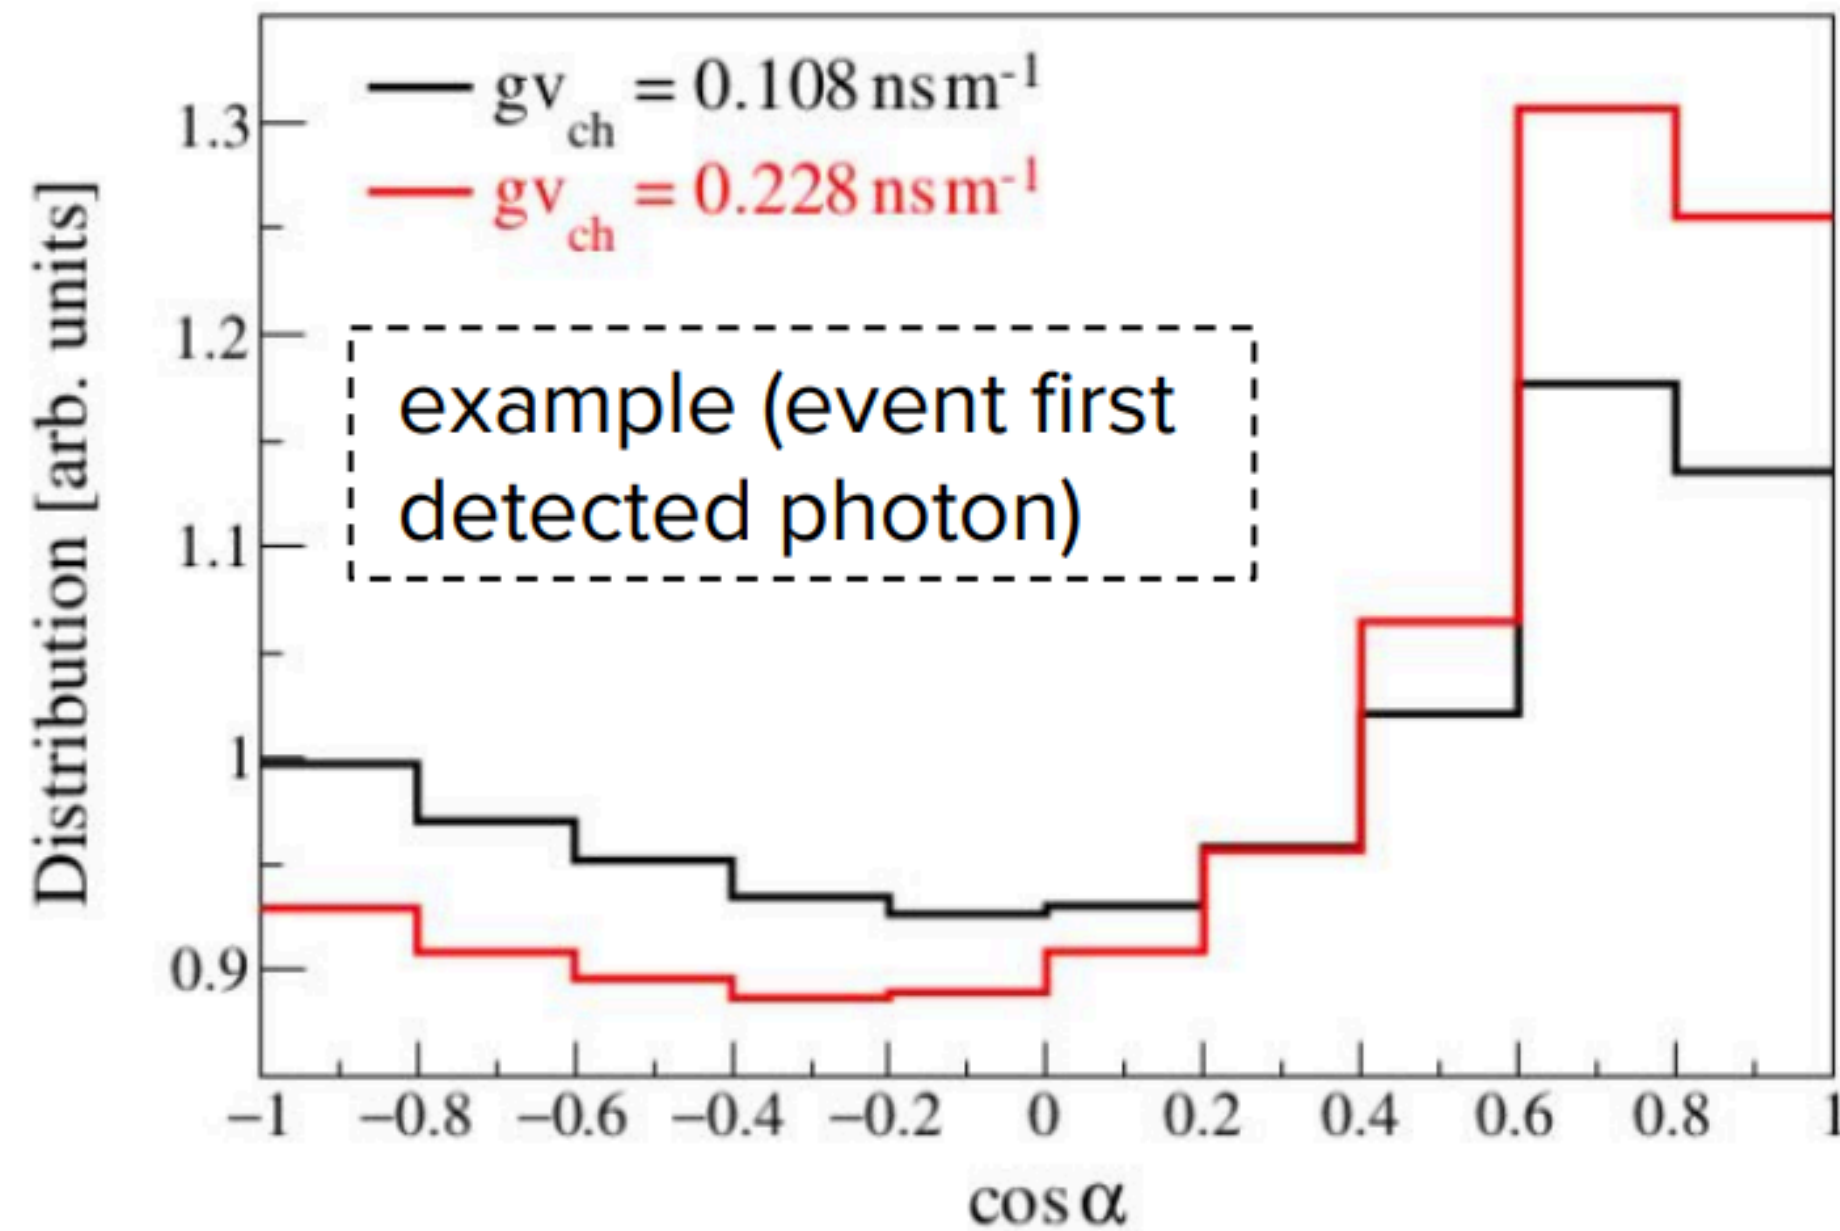 gv_ch = 0.108 ns m⁻¹
gv_ch = 0.228 ns m⁻¹
example (event first
detected photon)
Distribution [arb. units]
1.3
1.2
1.1
1
0.9
−1 −0.8 −0.6 −0.4 −0.2 0 0.2 0.4 0.6 0.8 1
cos α